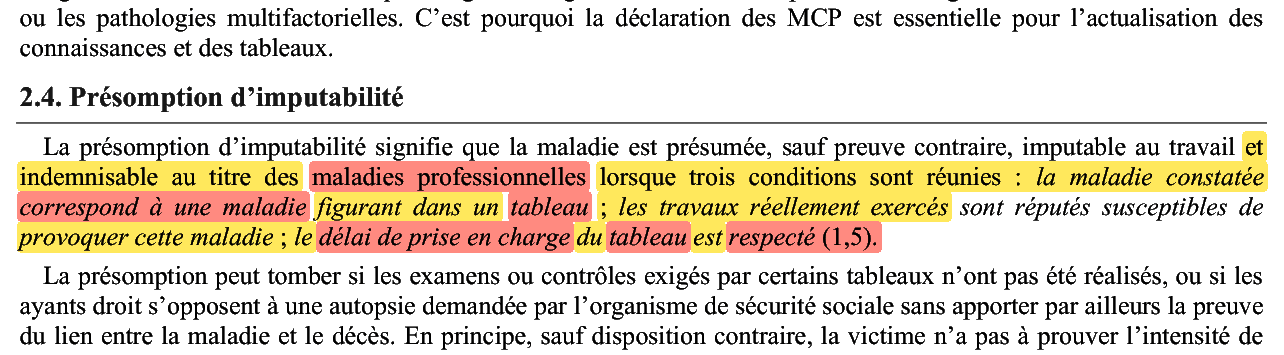 ou les pathologies multifactorielles. C’est pourquoi la déclaration des MCP est essentielle pour l’actualisation des
connaissances et des tableaux.
2.4. Présomption d’imputabilité
La présomption d’imputabilité signifie que la maladie est présumée, sauf preuve contraire, imputable au travail et
indemnisable au titre des maladies professionnelles lorsque trois conditions sont réunies : la maladie constatée
correspond à une maladie figurant dans un tableau ; les travaux réellement exercés sont réputés susceptibles de
provoquer cette maladie ; le délai de prise en charge du tableau est respecté (1,5).
La présomption peut tomber si les examens ou contrôles exigés par certains tableaux n’ont pas été réalisés, ou si les
ayants droit s’opposent à une autopsie demandée par l’organisme de sécurité sociale sans apporter par ailleurs la preuve
du lien entre la maladie et le décès. En principe, sauf disposition contraire, la victime n’a pas à prouver l’intensité de